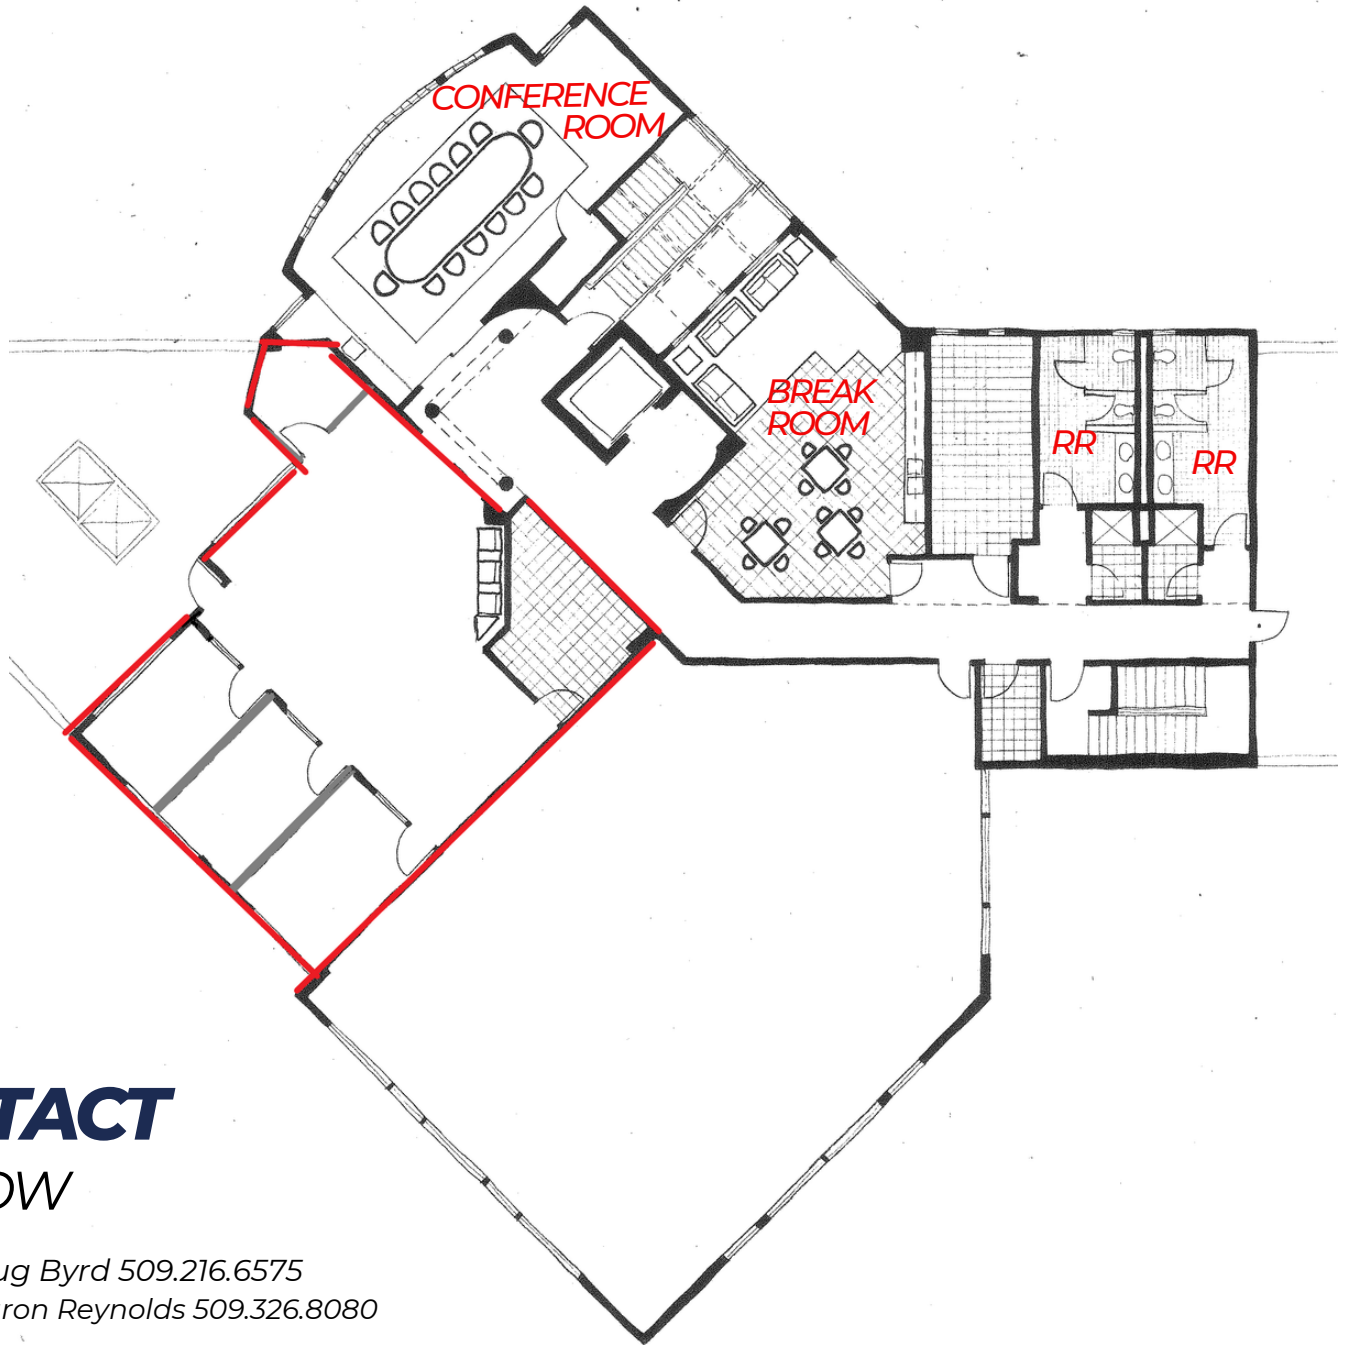 CONFERENCE
ROOM
BREAK
ROOM
RR
RR
TACT
OW
ug Byrd 509.216.6575
ron Reynolds 509.326.8080